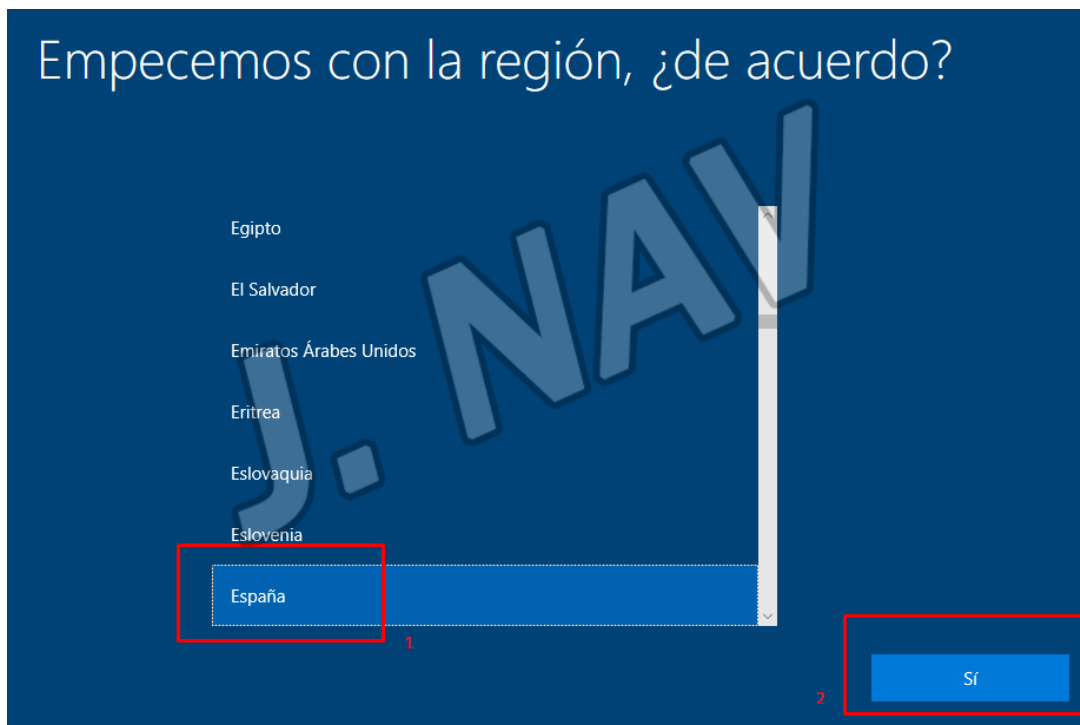 Empecemos con la región, ¿de acuerdo?
Egipto
El Salvador
Emiratos Árabes Unidos
Eritrea
Eslovaquia
Eslovenia
España
1
Sí
2
J. NAV